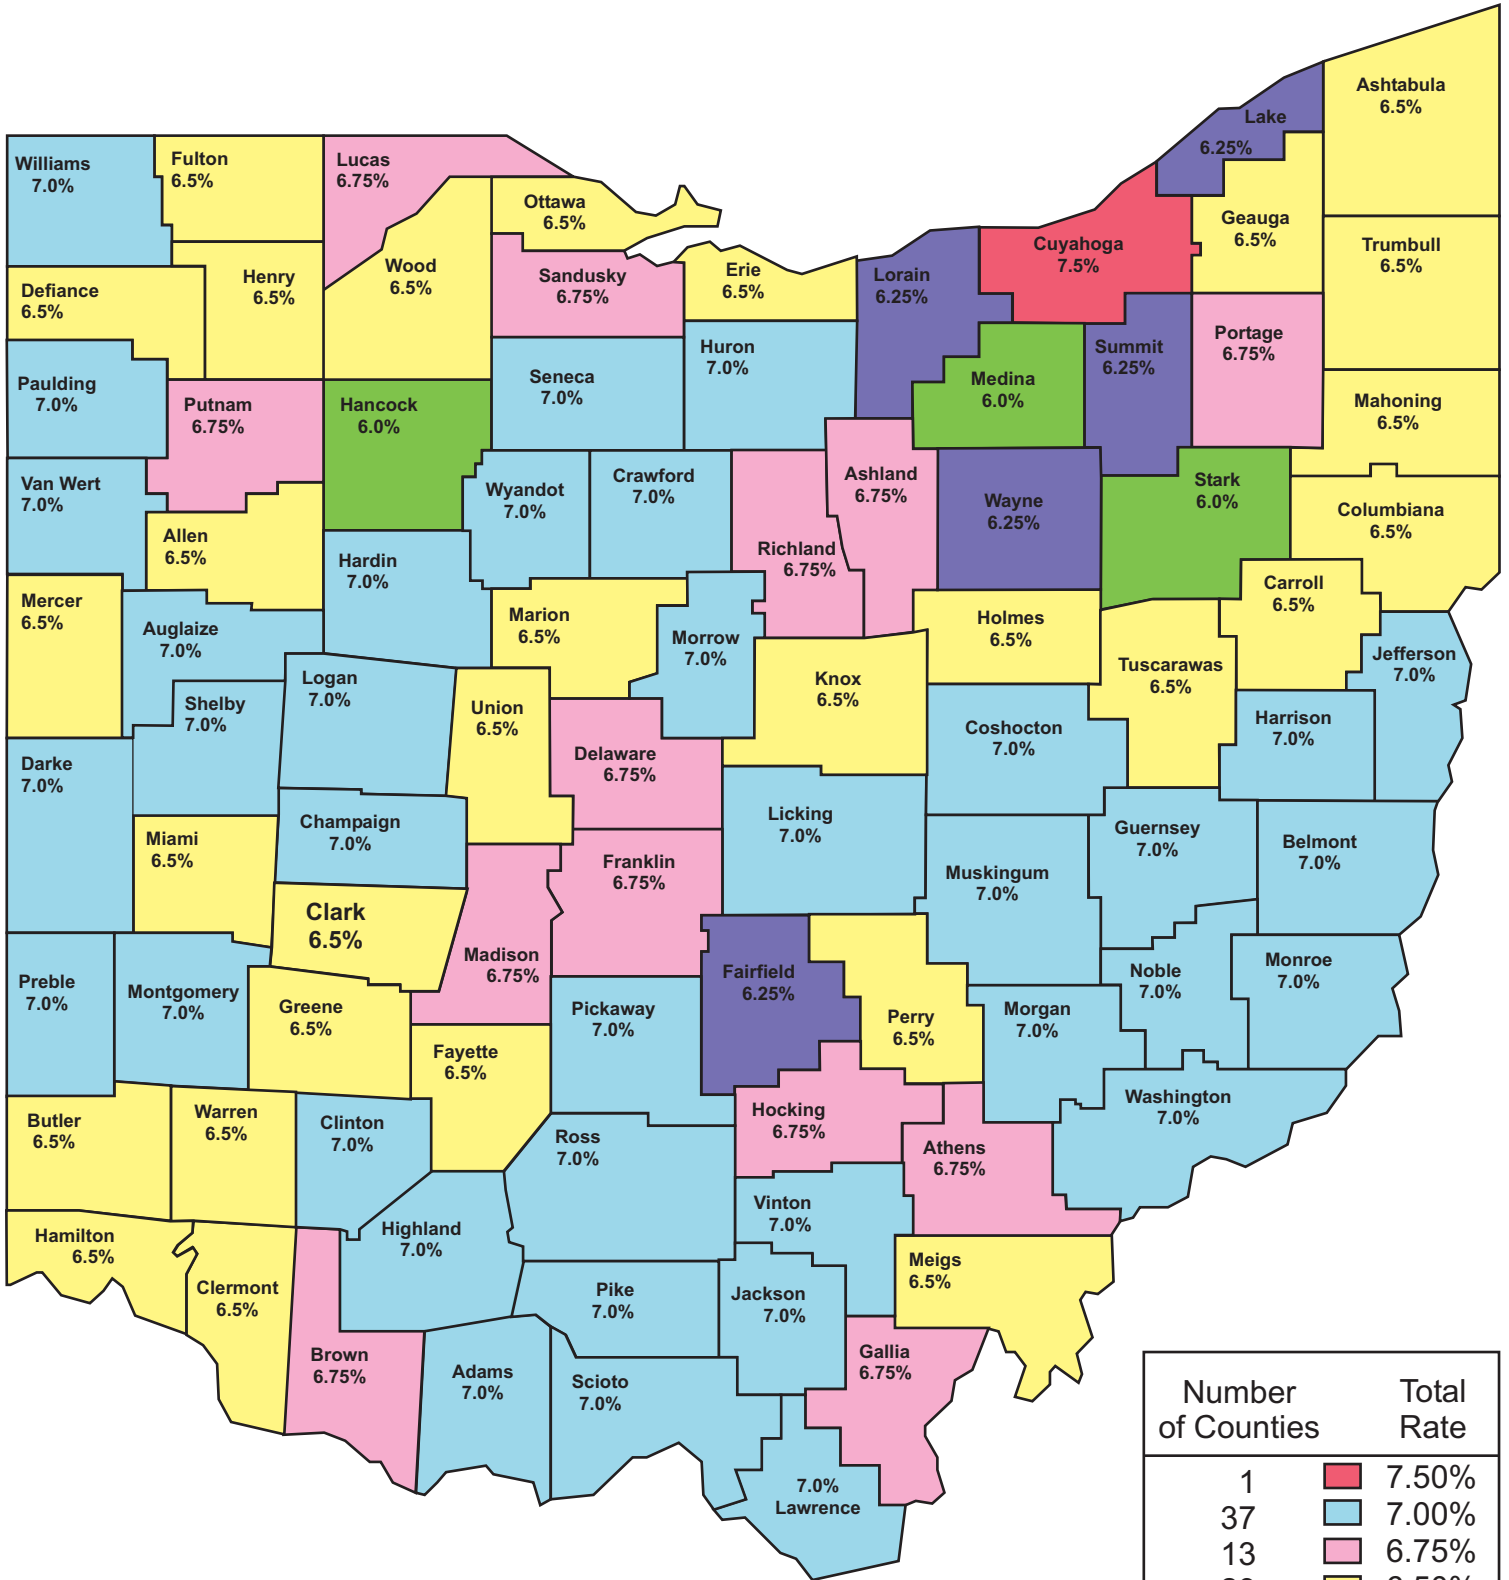 Ashtabula
6.5%
Lake
6.25%
Williams
7.0%
Fulton
6.5%
Lucas
6.75%
Ottawa
6.5%
Geauga
6.5%
Cuyahoga
7.5%
Trumbull
6.5%
Wood
6.5%
Henry
6.5%
Defiance
6.5%
Sandusky
6.75%
Erie
6.5%
Lorain
6.25%
Portage
6.75%
Summit
6.25%
Huron
7.0%
Seneca
7.0%
Medina
6.0%
Paulding
7.0%
Putnam
6.75%
Hancock
6.0%
Mahoning
6.5%
Van Wert
7.0%
Wyandot
7.0%
Crawford
7.0%
Ashland
6.75%
Wayne
6.25%
Stark
6.0%
Columbiana
6.5%
Allen
6.5%
Hardin
7.0%
Richland
6.75%
Carroll
6.5%
Mercer
6.5%
Auglaize
7.0%
Marion
6.5%
Morrow
7.0%
Holmes
6.5%
Tuscarawas
6.5%
Jefferson
7.0%
Logan
7.0%
Shelby
7.0%
Union
6.5%
Knox
6.5%
Coshocton
7.0%
Harrison
7.0%
Darke
7.0%
Delaware
6.75%
Licking
7.0%
Champaign
7.0%
Miami
6.5%
Guernsey
7.0%
Belmont
7.0%
Franklin
6.75%
Muskingum
7.0%
Clark
6.5%
Madison
6.75%
Fairfield
6.25%
Noble
7.0%
Monroe
7.0%
Preble
7.0%
Montgomery
7.0%
Greene
6.5%
Pickaway
7.0%
Perry
6.5%
Morgan
7.0%
Fayette
6.5%
Washington
7.0%
Butler
6.5%
Warren
6.5%
Clinton
7.0%
Ross
7.0%
Hocking
6.75%
Athens
6.75%
Vinton
7.0%
Highland
7.0%
Hamilton
6.5%
Clermont
6.5%
Meigs
6.5%
Pike
7.0%
Jackson
7.0%
Brown
6.75%
Adams
7.0%
Scioto
7.0%
Gallia
6.75%
7.0%
Lawrence
Number Total
of Counties Rate
1 7.50%
37 7.00%
13 6.75%